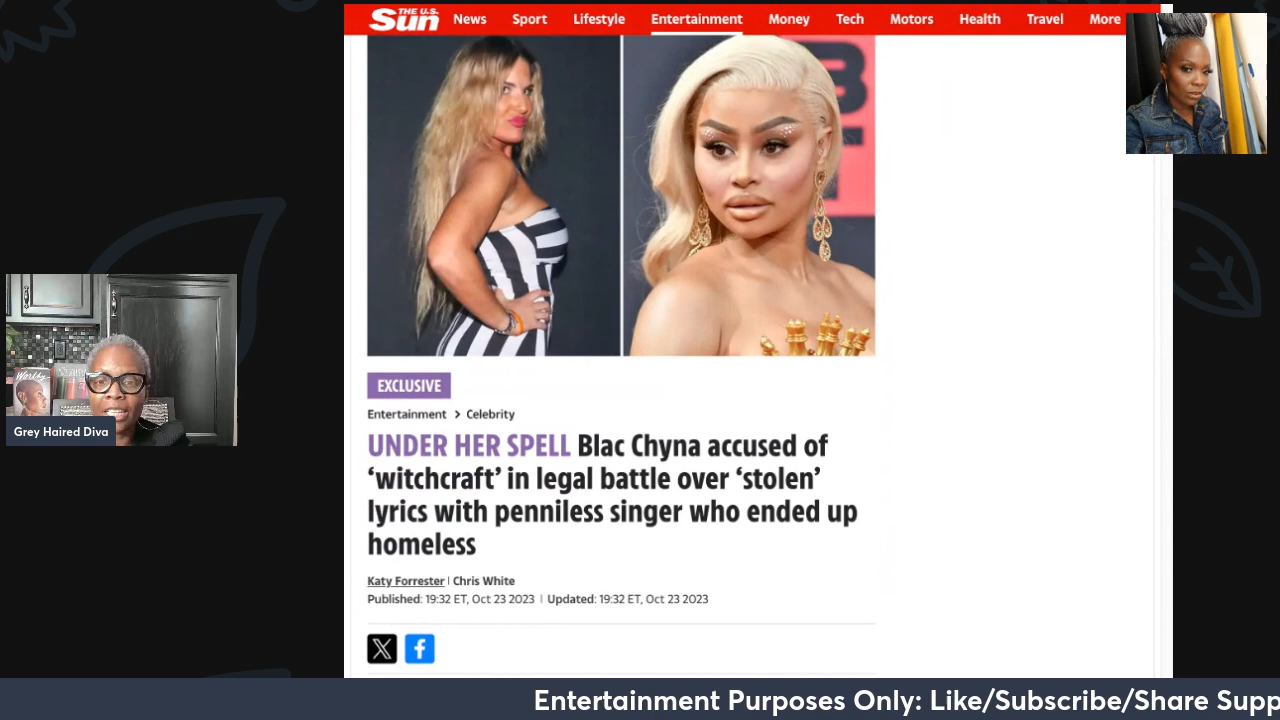 THE U.S.
Sun
News Sport Lifestyle Entertainment Money Tech Motors Health Travel More
EXCLUSIVE
Entertainment > Celebrity
UNDER HER SPELL Blac Chyna accused of
‘witchcraft’ in legal battle over ‘stolen’
lyrics with penniless singer who ended up
homeless
Katy Forrester | Chris White
Published: 19:32 ET, Oct 23 2023 | Updated: 19:32 ET, Oct 23 2023
Worthy
Grey Haired Diva
Entertainment Purposes Only: Like/Subscribe/Share Supp